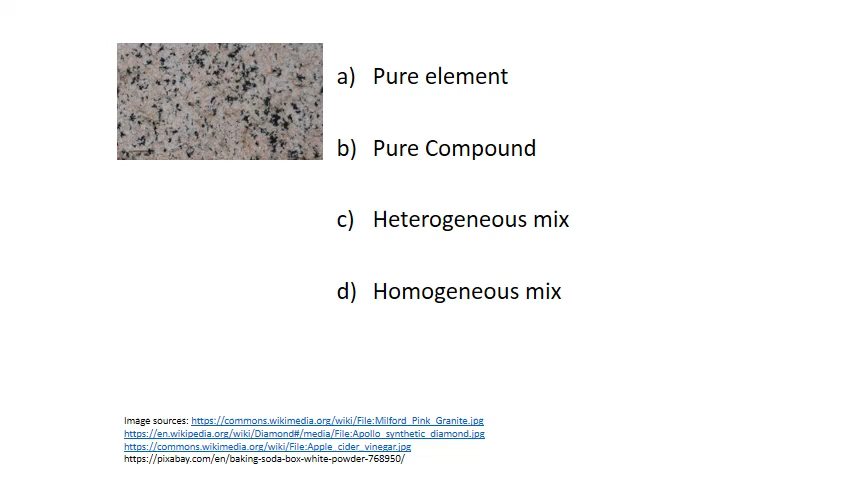 a) Pure element
b) Pure Compound
c) Heterogeneous mix
d) Homogeneous mix
Image sources: https://commons.wikimedia.org/wiki/File:Milford_Pink_Granite.jpg
https://en.wikipedia.org/wiki/Diamond#/media/File:Apollo_synthetic_diamond.jpg
https://commons.wikimedia.org/wiki/File:Apple_cider_vinegar.jpg
https://pixabay.com/en/baking-soda-box-white-powder-768950/